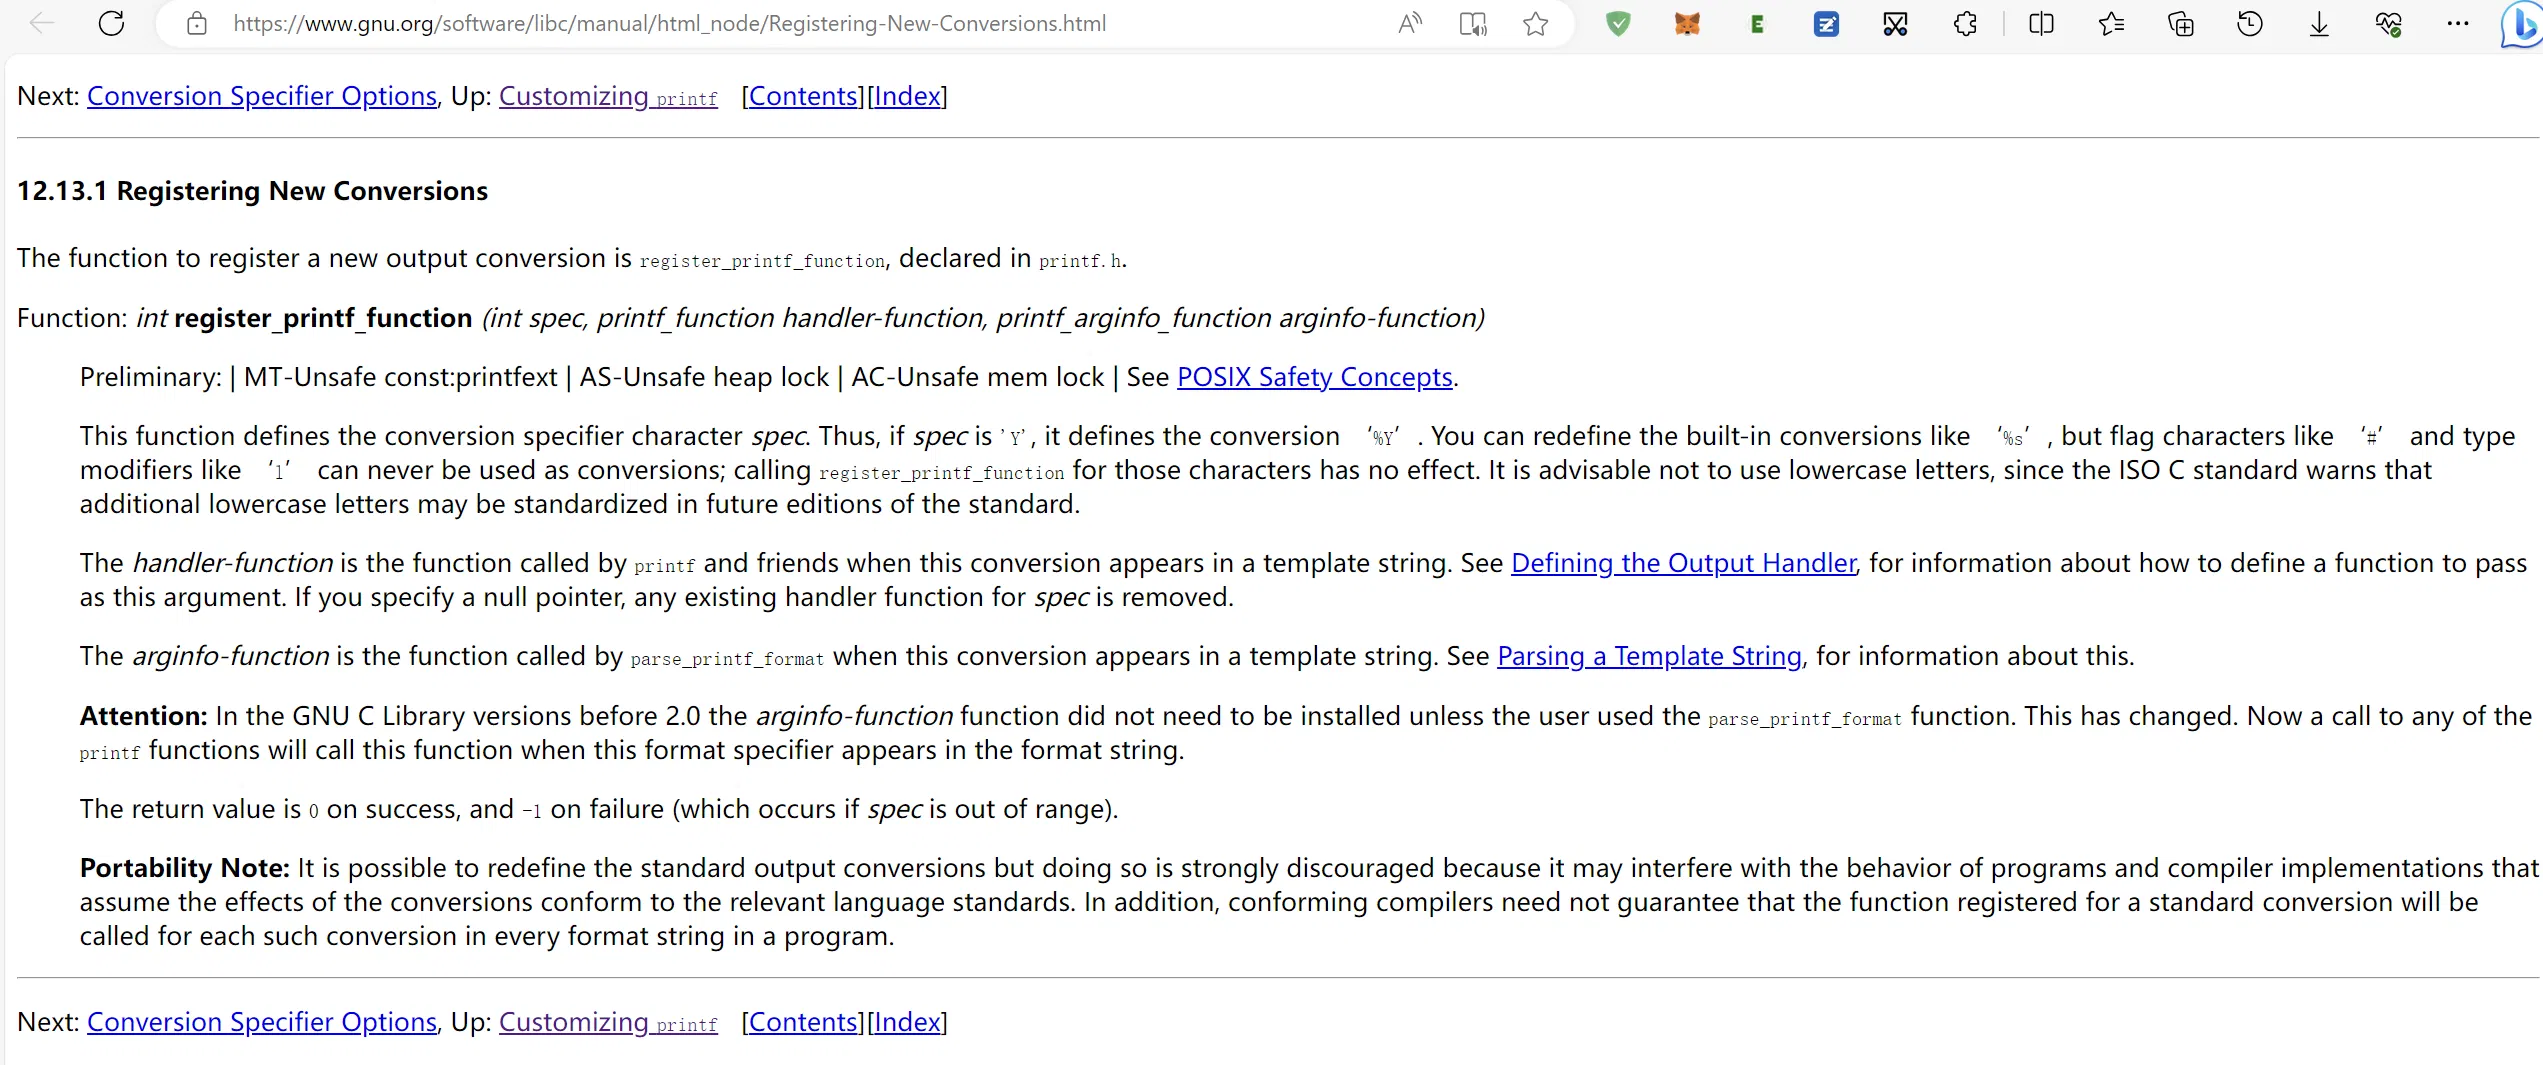 https://www.gnu.org/software/libc/manual/html_node/Registering-New-Conversions.html
Next: Conversion Specifier Options, Up: Customizing printf [Contents][Index]
12.13.1 Registering New Conversions
The function to register a new output conversion is register_printf_function, declared in printf.h.
Function: int register_printf_function (int spec, printf_function handler-function, printf_arginfo_function arginfo-function)
Preliminary: | MT-Unsafe const:printfext | AS-Unsafe heap lock | AC-Unsafe mem lock | See POSIX Safety Concepts.
This function defines the conversion specifier character spec. Thus, if spec is 'Y', it defines the conversion ‘%Y’. You can redefine the built-in conversions like ‘%s’, but flag characters like ‘#’ and type
modifiers like ‘l’ can never be used as conversions; calling register_printf_function for those characters has no effect. It is advisable not to use lowercase letters, since the ISO C standard warns that
additional lowercase letters may be standardized in future editions of the standard.
The handler-function is the function called by printf and friends when this conversion appears in a template string. See Defining the Output Handler, for information about how to define a function to pass
as this argument. If you specify a null pointer, any existing handler function for spec is removed.
The arginfo-function is the function called by parse_printf_format when this conversion appears in a template string. See Parsing a Template String, for information about this.
Attention: In the GNU C Library versions before 2.0 the arginfo-function function did not need to be installed unless the user used the parse_printf_format function. This has changed. Now a call to any of the
printf functions will call this function when this format specifier appears in the format string.
The return value is 0 on success, and -1 on failure (which occurs if spec is out of range).
Portability Note: It is possible to redefine the standard output conversions but doing so is strongly discouraged because it may interfere with the behavior of programs and compiler implementations that
assume the effects of the conversions conform to the relevant language standards. In addition, conforming compilers need not guarantee that the function registered for a standard conversion will be
called for each such conversion in every format string in a program.
Next: Conversion Specifier Options, Up: Customizing printf [Contents][Index]